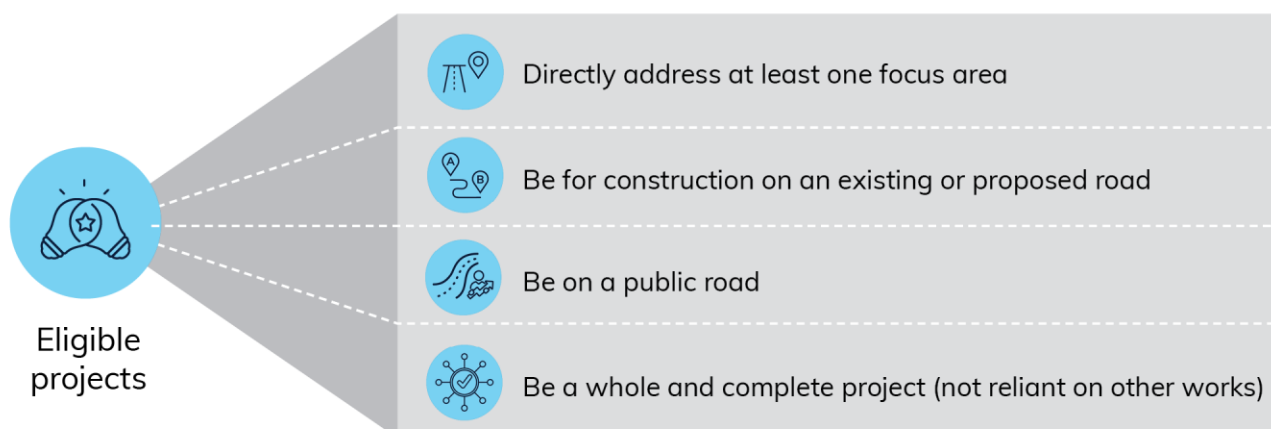 Directly address at least one focus area
A
B
Be for construction on an existing or proposed road
Be on a public road
Eligible
projects
Be a whole and complete project (not reliant on other works)